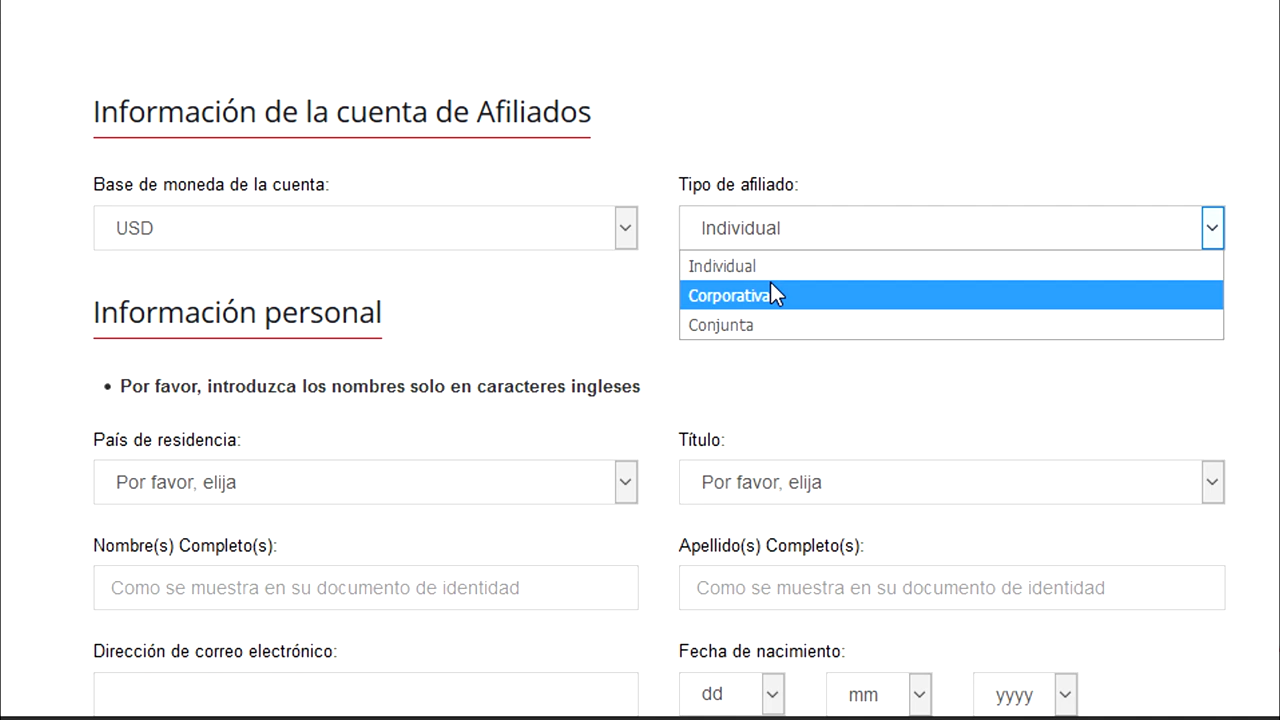 Información de la cuenta de Afiliados
Base de moneda de la cuenta:
Tipo de afiliado:
USD
Individual
Individual
Corporativa
Conjunta
Información personal
• Por favor, introduzca los nombres solo en caracteres ingleses
País de residencia:
Título:
Por favor, elija
Por favor, elija
Nombre(s) Completo(s):
Apellido(s) Completo(s):
Como se muestra en su documento de identidad
Como se muestra en su documento de identidad
Dirección de correo electrónico:
Fecha de nacimiento:
dd
mm
yyyy